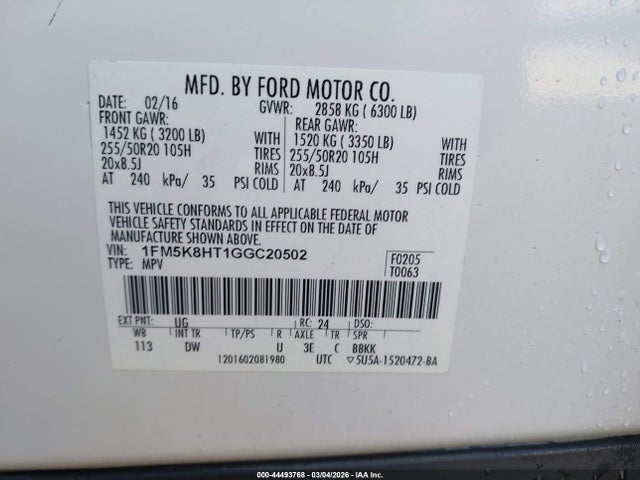 MFD. BY FORD MOTOR CO.
DATE: 02/16 GVWR: 2858 KG ( 6300 LB)
FRONT GAWR: REAR GAWR:
1452 KG ( 3200 LB) WITH 1520 KG ( 3350 LB) WITH
255/50R20 105H TIRES 255/50R20 105H TIRES
20x8.5J RIMS 20x8.5J RIMS
AT 240 kPa/ 35 PSI COLD AT 240 kPa/ 35 PSI COLD
THIS VEHICLE CONFORMS TO ALL APPLICABLE FEDERAL MOTOR
VEHICLE SAFETY STANDARDS IN EFFECT ON THE DATE OF
MANUFACTURE SHOWN ABOVE.
VIN: 1FM5K8HT1GGC20502 F0205
TYPE: MPV T0063
EXT PNT: UG RC: 24 DSO:
WB INT TR TP/PS R AXLE TR SPR
113 DW U 3E C BBKK
1201602081980 UTC ▽5U5A-1520472-BA
© 000-44493768 - 03/04/2026 - IAA Inc.